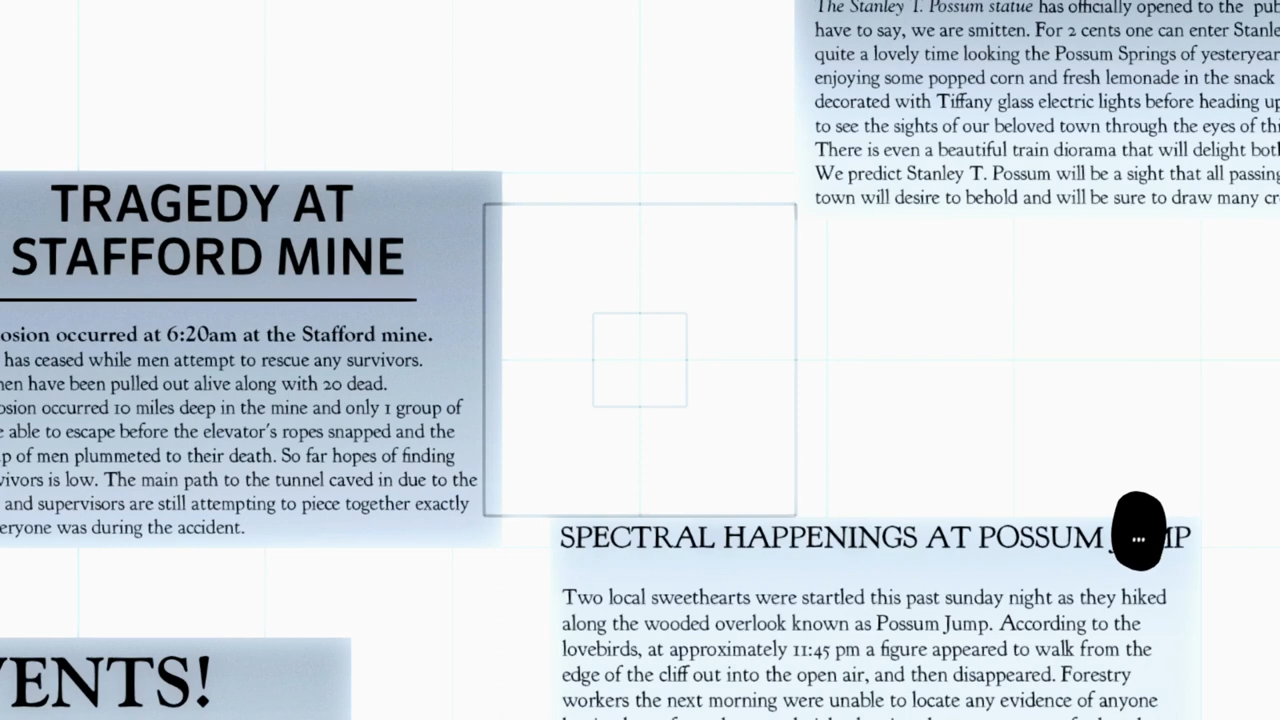 The Stanley T. Possum statue has officially opened to the pub
have to say, we are smitten. For 2 cents one can enter Stanle
quite a lovely time looking the Possum Springs of yesteryear
enjoying some popped corn and fresh lemonade in the snack
decorated with Tiffany glass electric lights before heading up
to see the sights of our beloved town through the eyes of thi
There is even a beautiful train diorama that will delight bot
We predict Stanley T. Possum will be a sight that all passing
town will desire to behold and will be sure to draw many cr
TRAGEDY AT
STAFFORD MINE
osion occurred at 6:20am at the Stafford mine.
has ceased while men attempt to rescue any survivors.
nen have been pulled out alive along with 20 dead.
osion occurred 10 miles deep in the mine and only 1 group of
e able to escape before the elevator's ropes snapped and the
p of men plummeted to their death. So far hopes of finding
vivors is low. The main path to the tunnel caved in due to the
and supervisors are still attempting to piece together exactly
eryone was during the accident.
VENTS!
SPECTRAL HAPPENINGS AT POSSUM
...
Two local sweethearts were startled this past sunday night as they hiked
along the wooded overlook known as Possum Jump. According to the
lovebirds, at approximately 11:45 pm a figure appeared to walk from the
edge of the cliff out into the open air, and then disappeared. Forestry
workers the next morning were unable to locate any evidence of anyone